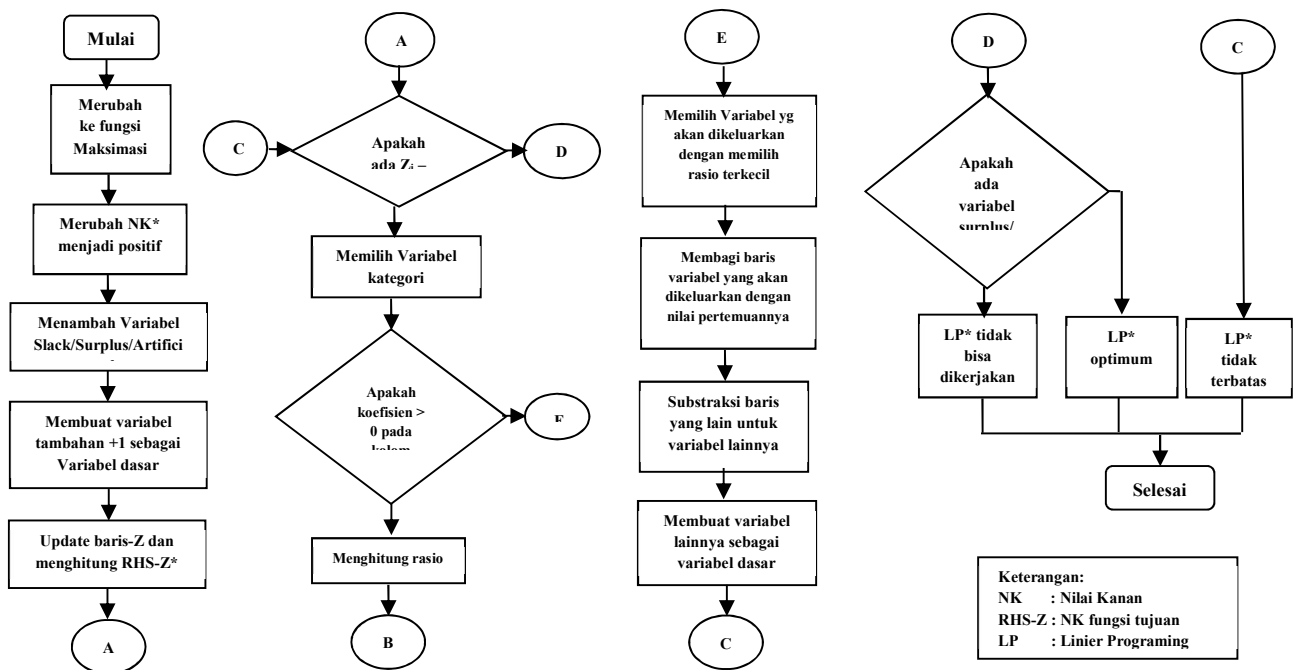 Mulai
Merubah
ke fungsi
Maksimasi
Merubah NK*
menjadi positif
Menambah Variabel
Slack/Surplus/Artifici
Membuat variabel
tambahan +1 sebagai
Variabel dasar
Update baris-Z dan
menghitung RHS-Z*
A
A
C
Apakah
ada Zj –
D
Memilih Variabel
kategori
Apakah
koefisien >
0 pada
kolom
Menghitung rasio
B
E
Memilih Variabel yg
akan dikeluarkan
dengan memilih
rasio terkecil
Membagi baris
variabel yang akan
dikeluarkan dengan
nilai pertemuannya
Substraksi baris
yang lain untuk
variabel lainnya
Membuat variabel
lainnya sebagai
variabel dasar
C
D
Apakah
ada
variabel
surplus/
LP* tidak
bisa
dikerjakan
LP*
optimum
C
LP*
tidak
terbatas
Selesai
Keterangan:
NK : Nilai Kanan
RHS-Z : NK fungsi tujuan
LP : Linier Programing